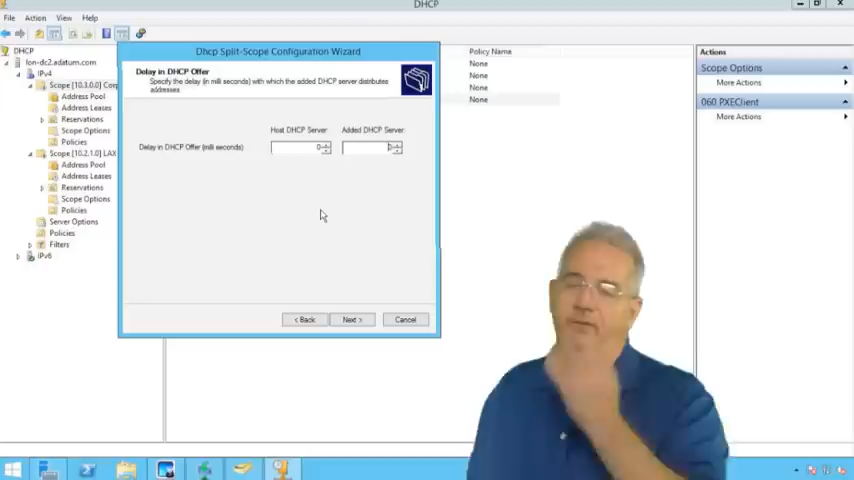 DHCP
File Action View Help
DHCP
lon-dc2.adatum.com
IPv4
Scope [10.3.0.0] Corp
Address Pool
Address Leases
Reservations
Scope Options
Policies
Scope [10.2.1.0] LAX
Address Pool
Address Leases
Reservations
Scope Options
Policies
Server Options
Policies
Filters
IPv6
Dhcp Split-Scope Configuration Wizard
Delay in DHCP Offer
Specify the delay (in milli seconds) with which the added DHCP server distributes
addresses
Host DHCP Server
Added DHCP Server
Delay in DHCP Offer (milli seconds)
0
0
< Back
Next >
Cancel
Policy Name
None
None
None
None
Actions
Scope Options
More Actions
060 PXEClient
More Actions